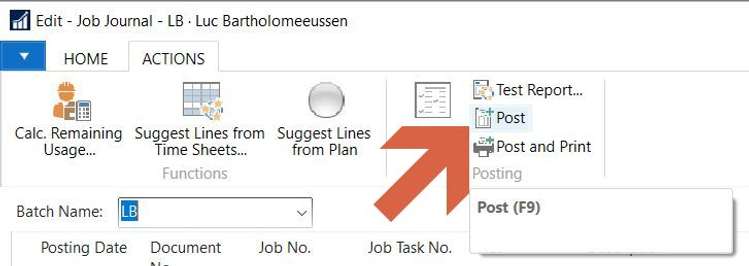 Edit - Job Journal - LB · Luc Bartholomeeussen
HOME ACTIONS
Calc. Remaining Usage...
Suggest Lines from Time Sheets...
Suggest Lines from Plan
Functions
Test Report...
Post
Post and Print
Posting
Post (F9)
Batch Name: LB
Posting Date Document No. Job No. Job Task No.